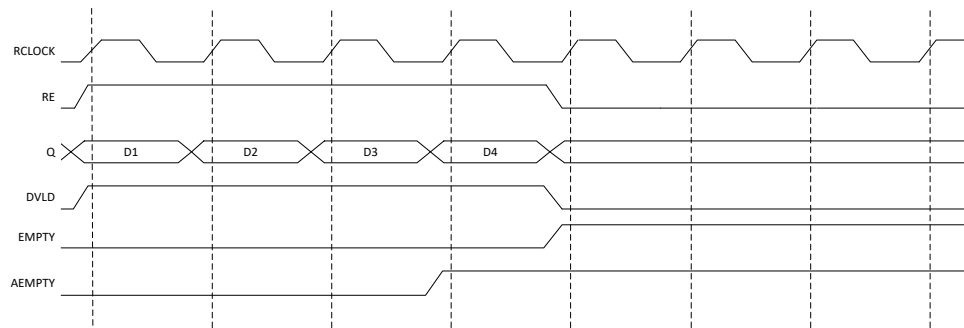 RCLOCK
RE
Q D1 D2 D3 D4
DVLD
EMPTY
AEMPTY